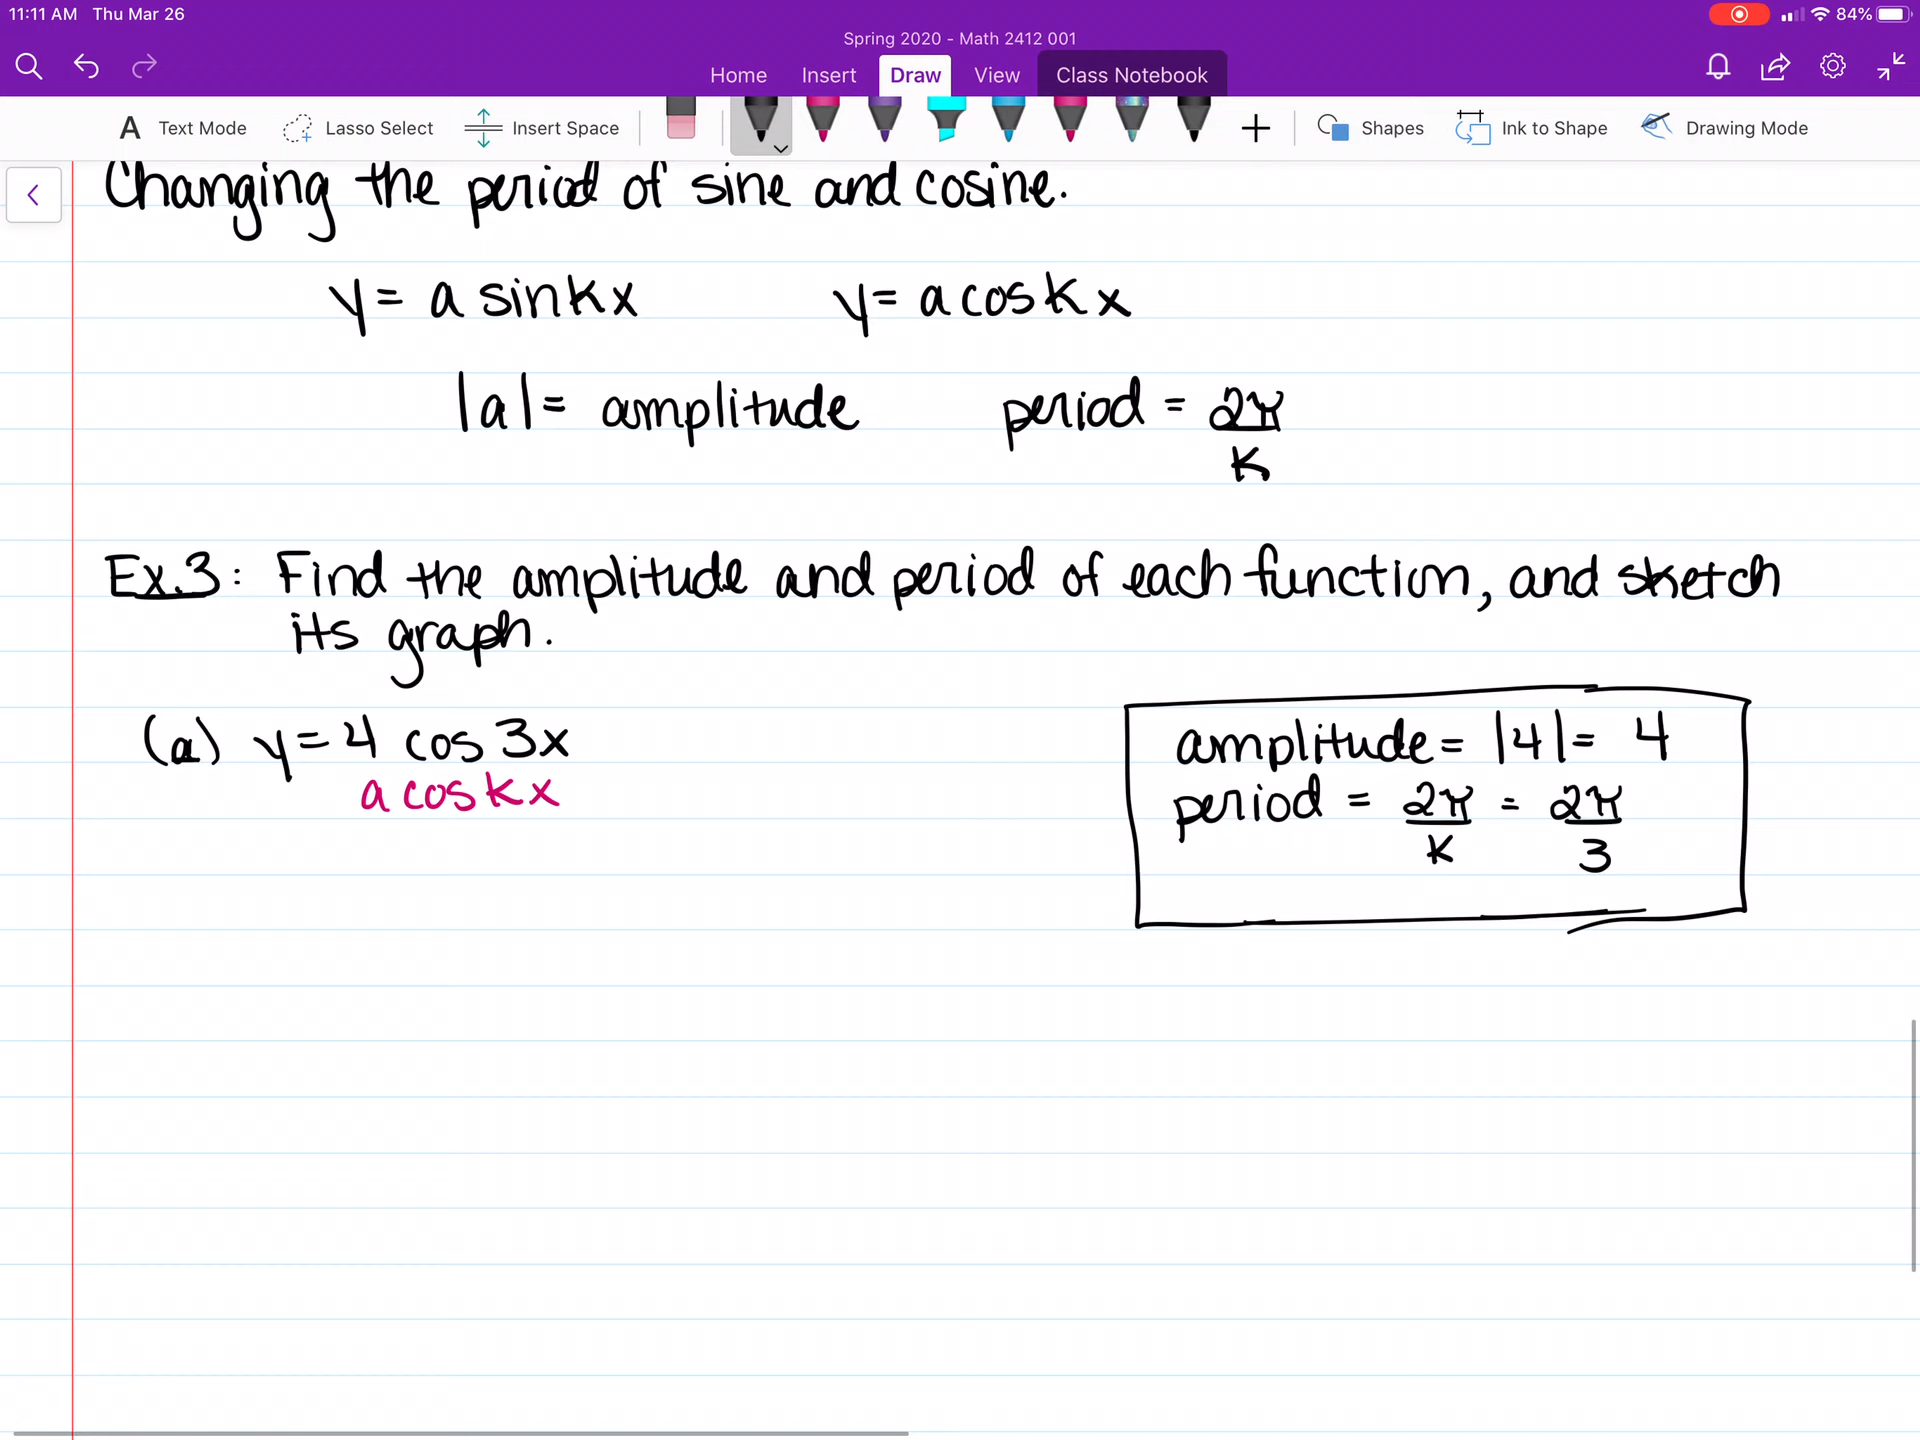 11:11 AM Thu Mar 26
84%
Spring 2020 - Math 2412 001
Home Insert Draw View Class Notebook
A Text Mode Lasso Select Insert Space Shapes Ink to Shape Drawing Mode
Changing the period of sine and cosine.
y = a sin kx y = a cos kx
|a| = amplitude period = 2π/k
Ex.3: Find the amplitude and period of each function, and sketch
its graph.
(a) y = 4 cos 3x
a cos kx
amplitude = |4| = 4
period = 2π/k = 2π/3